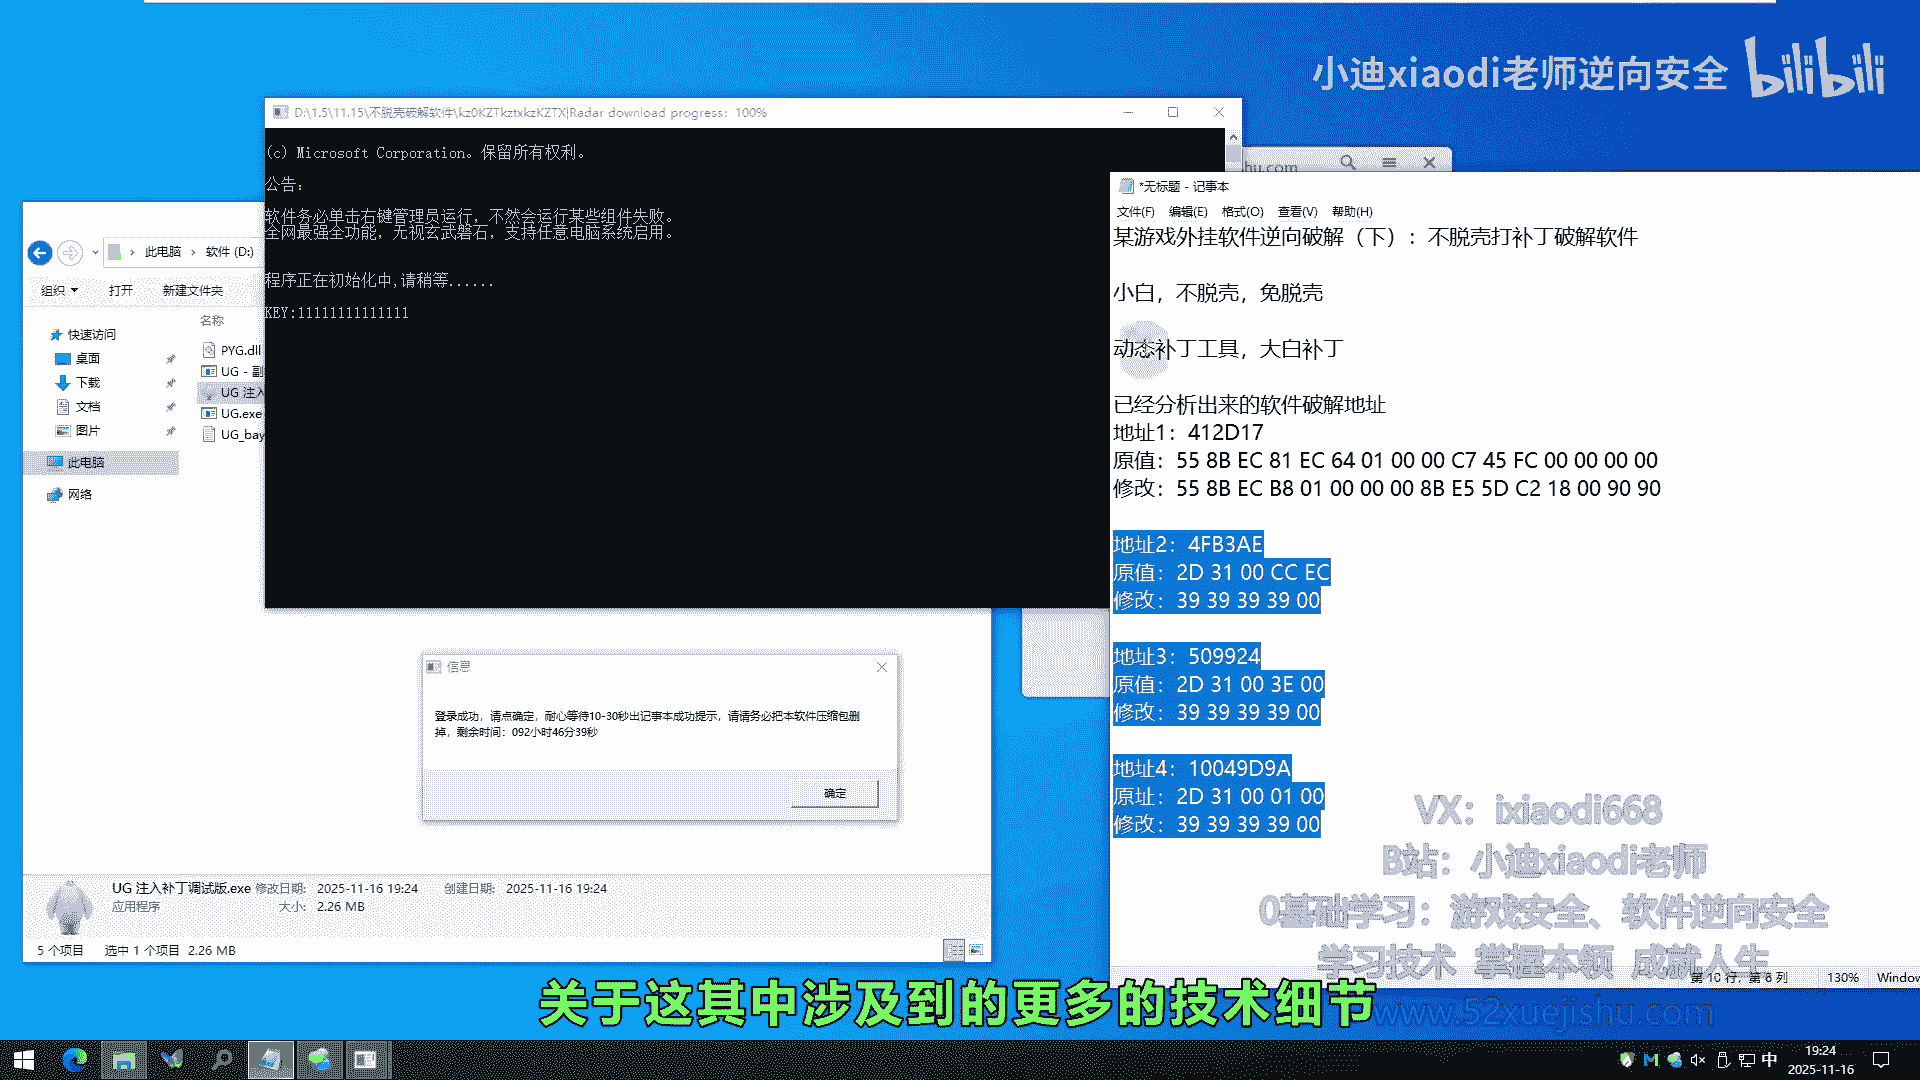 小迪xiaodi老师逆向安全 bilibili
D:\1.5\11.15\不脱壳破解软件\kz0KZTkztxkzKZTX|Radar download progress: 100%
(c) Microsoft Corporation。保留所有权利。
公告：
软件务必单击右键管理员运行，不然会运行某些组件失败。
全网最强全功能，无视玄武磐石，支持任意电脑系统启用。
程序正在初始化中,请稍等......
KEY:11111111111111
此电脑 › 软件 (D:)
组织
打开
新建文件夹
名称
快速访问
桌面
下载
文档
图片
此电脑
网络
PYG.dll
UG - 副
UG 注入
UG.exe
UG_bay
hu.com
*无标题 - 记事本
文件(F) 编辑(E) 格式(O) 查看(V) 帮助(H)
某游戏外挂软件逆向破解（下）：不脱壳打补丁破解软件
小白，不脱壳，免脱壳
动态补丁工具，大白补丁
已经分析出来的软件破解地址
地址1：412D17
原值：55 8B EC 81 EC 64 01 00 00 C7 45 FC 00 00 00 00
修改：55 8B EC B8 01 00 00 00 8B E5 5D C2 18 00 90 90
地址2：4FB3AE
原值：2D 31 00 CC EC
修改：39 39 39 39 00
地址3：509924
原值：2D 31 00 3E 00
修改：39 39 39 39 00
地址4：10049D9A
原址：2D 31 00 01 00
修改：39 39 39 39 00
信息
登录成功，请点确定，耐心等待10-30秒出记事本成功提示，请请务必把本软件压缩包删
掉，剩余时间：092小时46分39秒
确定
VX：ixiaodi668
B站：小迪xiaodi老师
0基础学习：游戏安全、软件逆向安全
学习技术 掌握本领 成就人生
www.52xuejishu.com
第 10 行，第 6 列
130%
Window
UG 注入补丁调试版.exe 修改日期: 2025-11-16 19:24 创建日期: 2025-11-16 19:24
应用程序 大小: 2.26 MB
5 个项目 选中 1 个项目 2.26 MB
关于这其中涉及到的更多的技术细节
中
19:24
2025-11-16